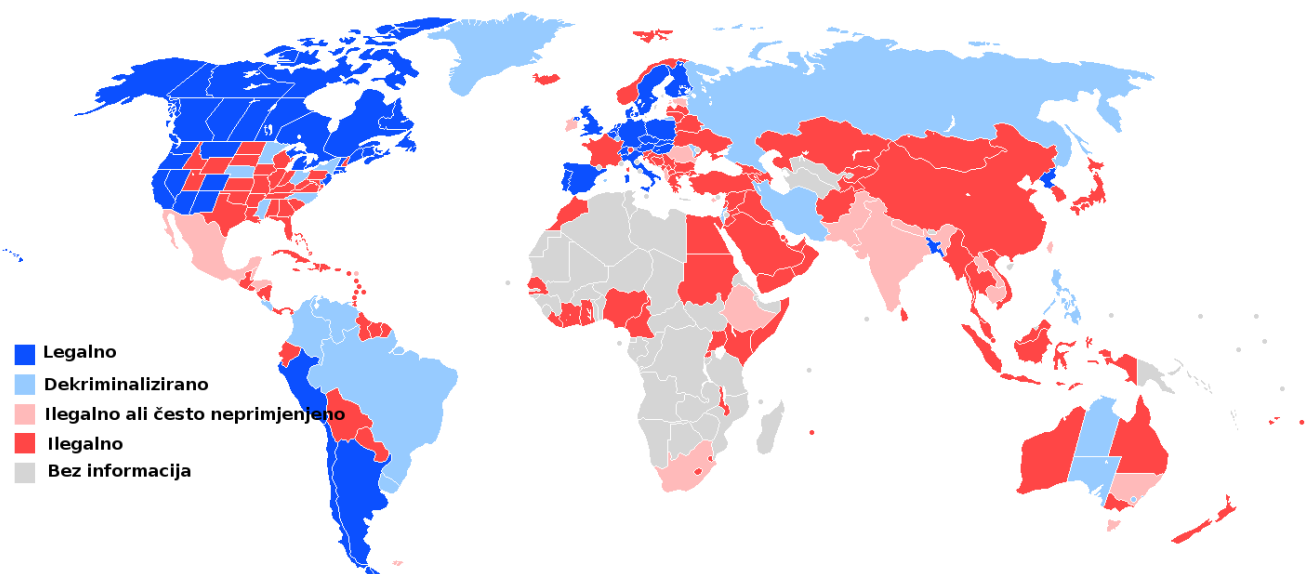 Legalno
Dekriminalizirano
Ilegalno ali često neprimjenjeno
Ilegalno
Bez informacija